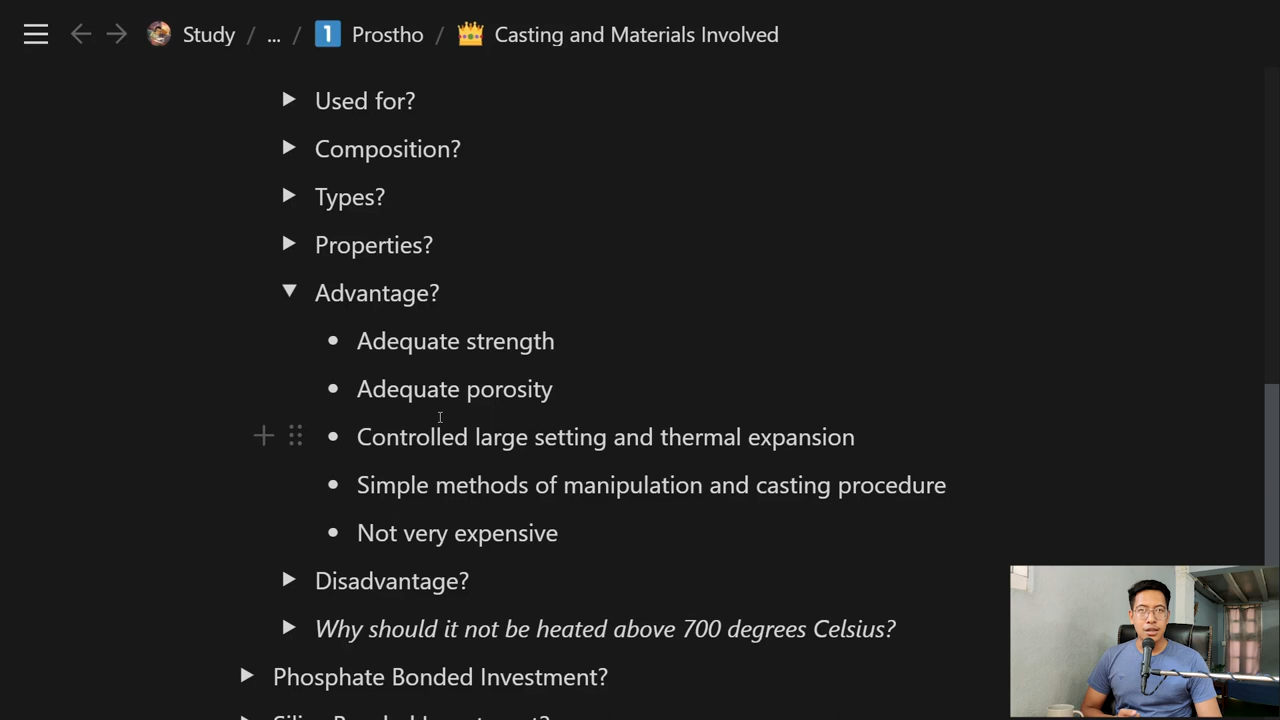 Study / ... / 1 Prostho / Casting and Materials Involved
Used for?
Composition?
Types?
Properties?
Advantage?
Adequate strength
Adequate porosity
Controlled large setting and thermal expansion
Simple methods of manipulation and casting procedure
Not very expensive
Disadvantage?
Why should it not be heated above 700 degrees Celsius?
Phosphate Bonded Investment?